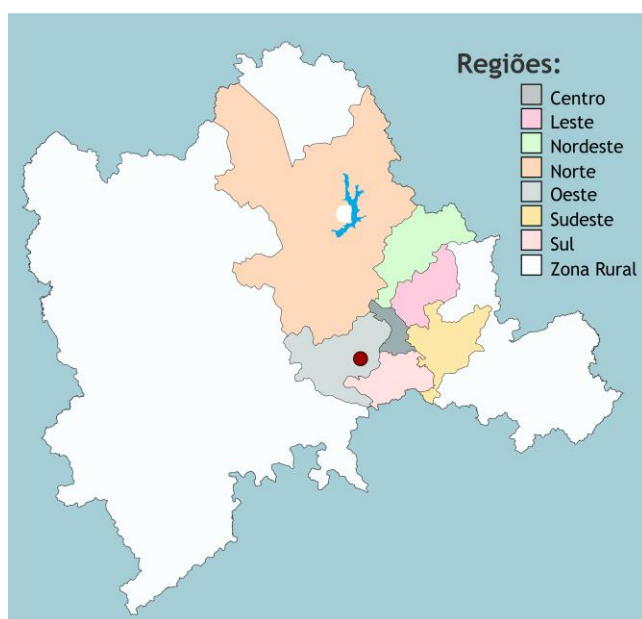 Regiões:
Centro
Leste
Nordeste
Norte
Oeste
Sudeste
Sul
Zona Rural